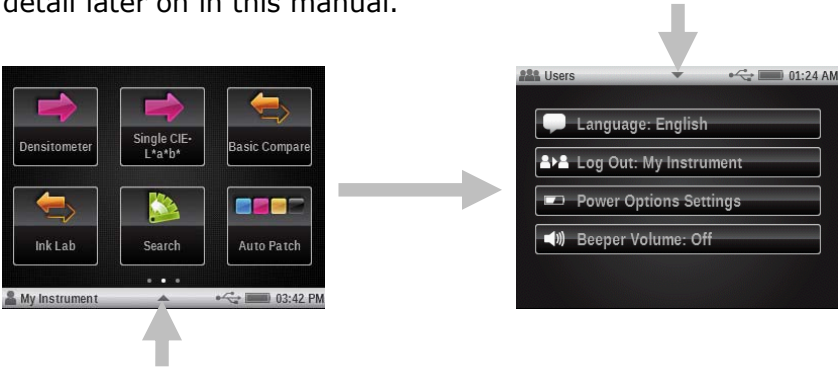 detail later on in this manual.
Densitometer
Single CIE-
L*a*b*
Basic Compare
Ink Lab
Search
Auto Patch
My Instrument
03:42 PM
Users
01:24 AM
Language: English
Log Out: My Instrument
Power Options Settings
Beeper Volume: Off